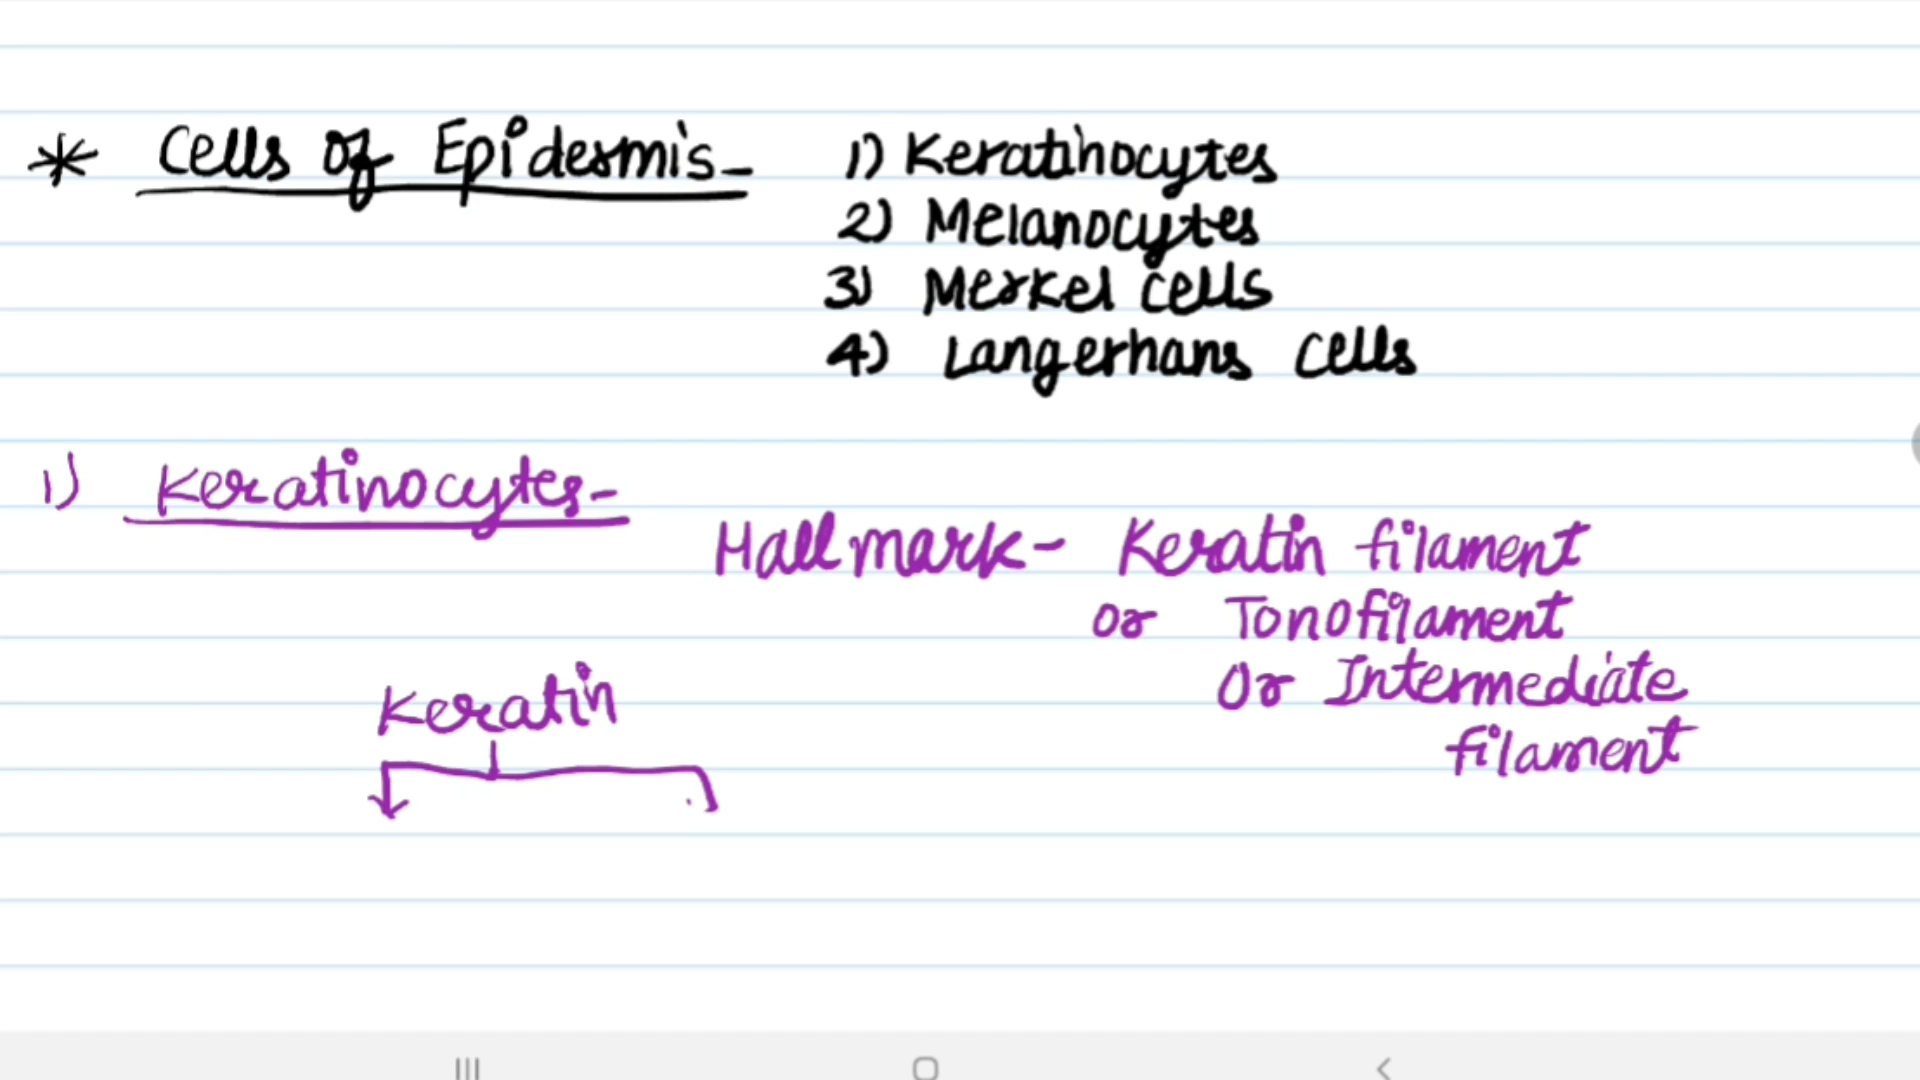 * Cells of Epidermis- 1) Keratinocytes
2) Melanocytes
3) Merkel cells
4) Langerhans cells
1) Keratinocytes-
Hallmark- Keratin filament
or Tonofilament
Or Intermediate
filament
Keratin